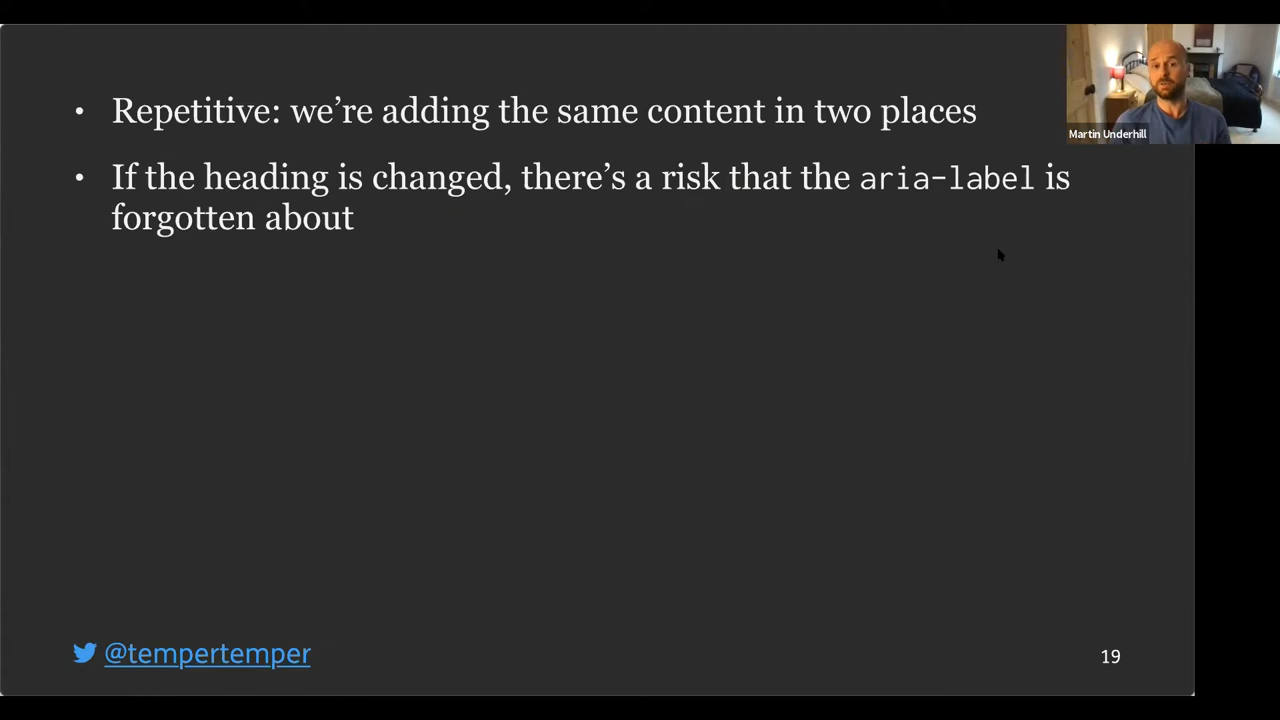 • Repetitive: we’re adding the same content in two places
• If the heading is changed, there’s a risk that the aria-label is
forgotten about
Martin Underhill
@tempertemper
19